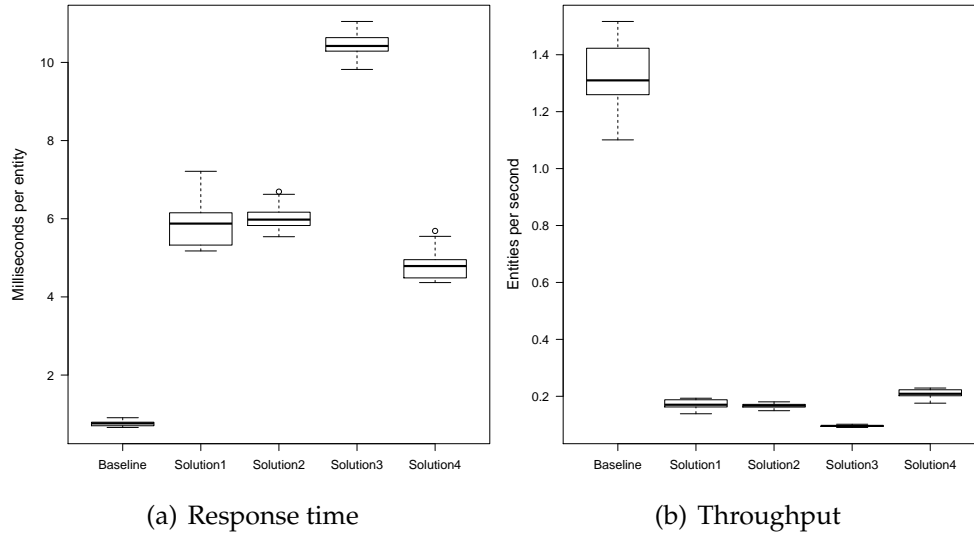 Milliseconds per entity
10
8
6
4
2
Baseline Solution1 Solution2 Solution3 Solution4
(a) Response time
Entities per second
1.4
1.2
1.0
0.8
0.6
0.4
0.2
Baseline Solution1 Solution2 Solution3 Solution4
(b) Throughput